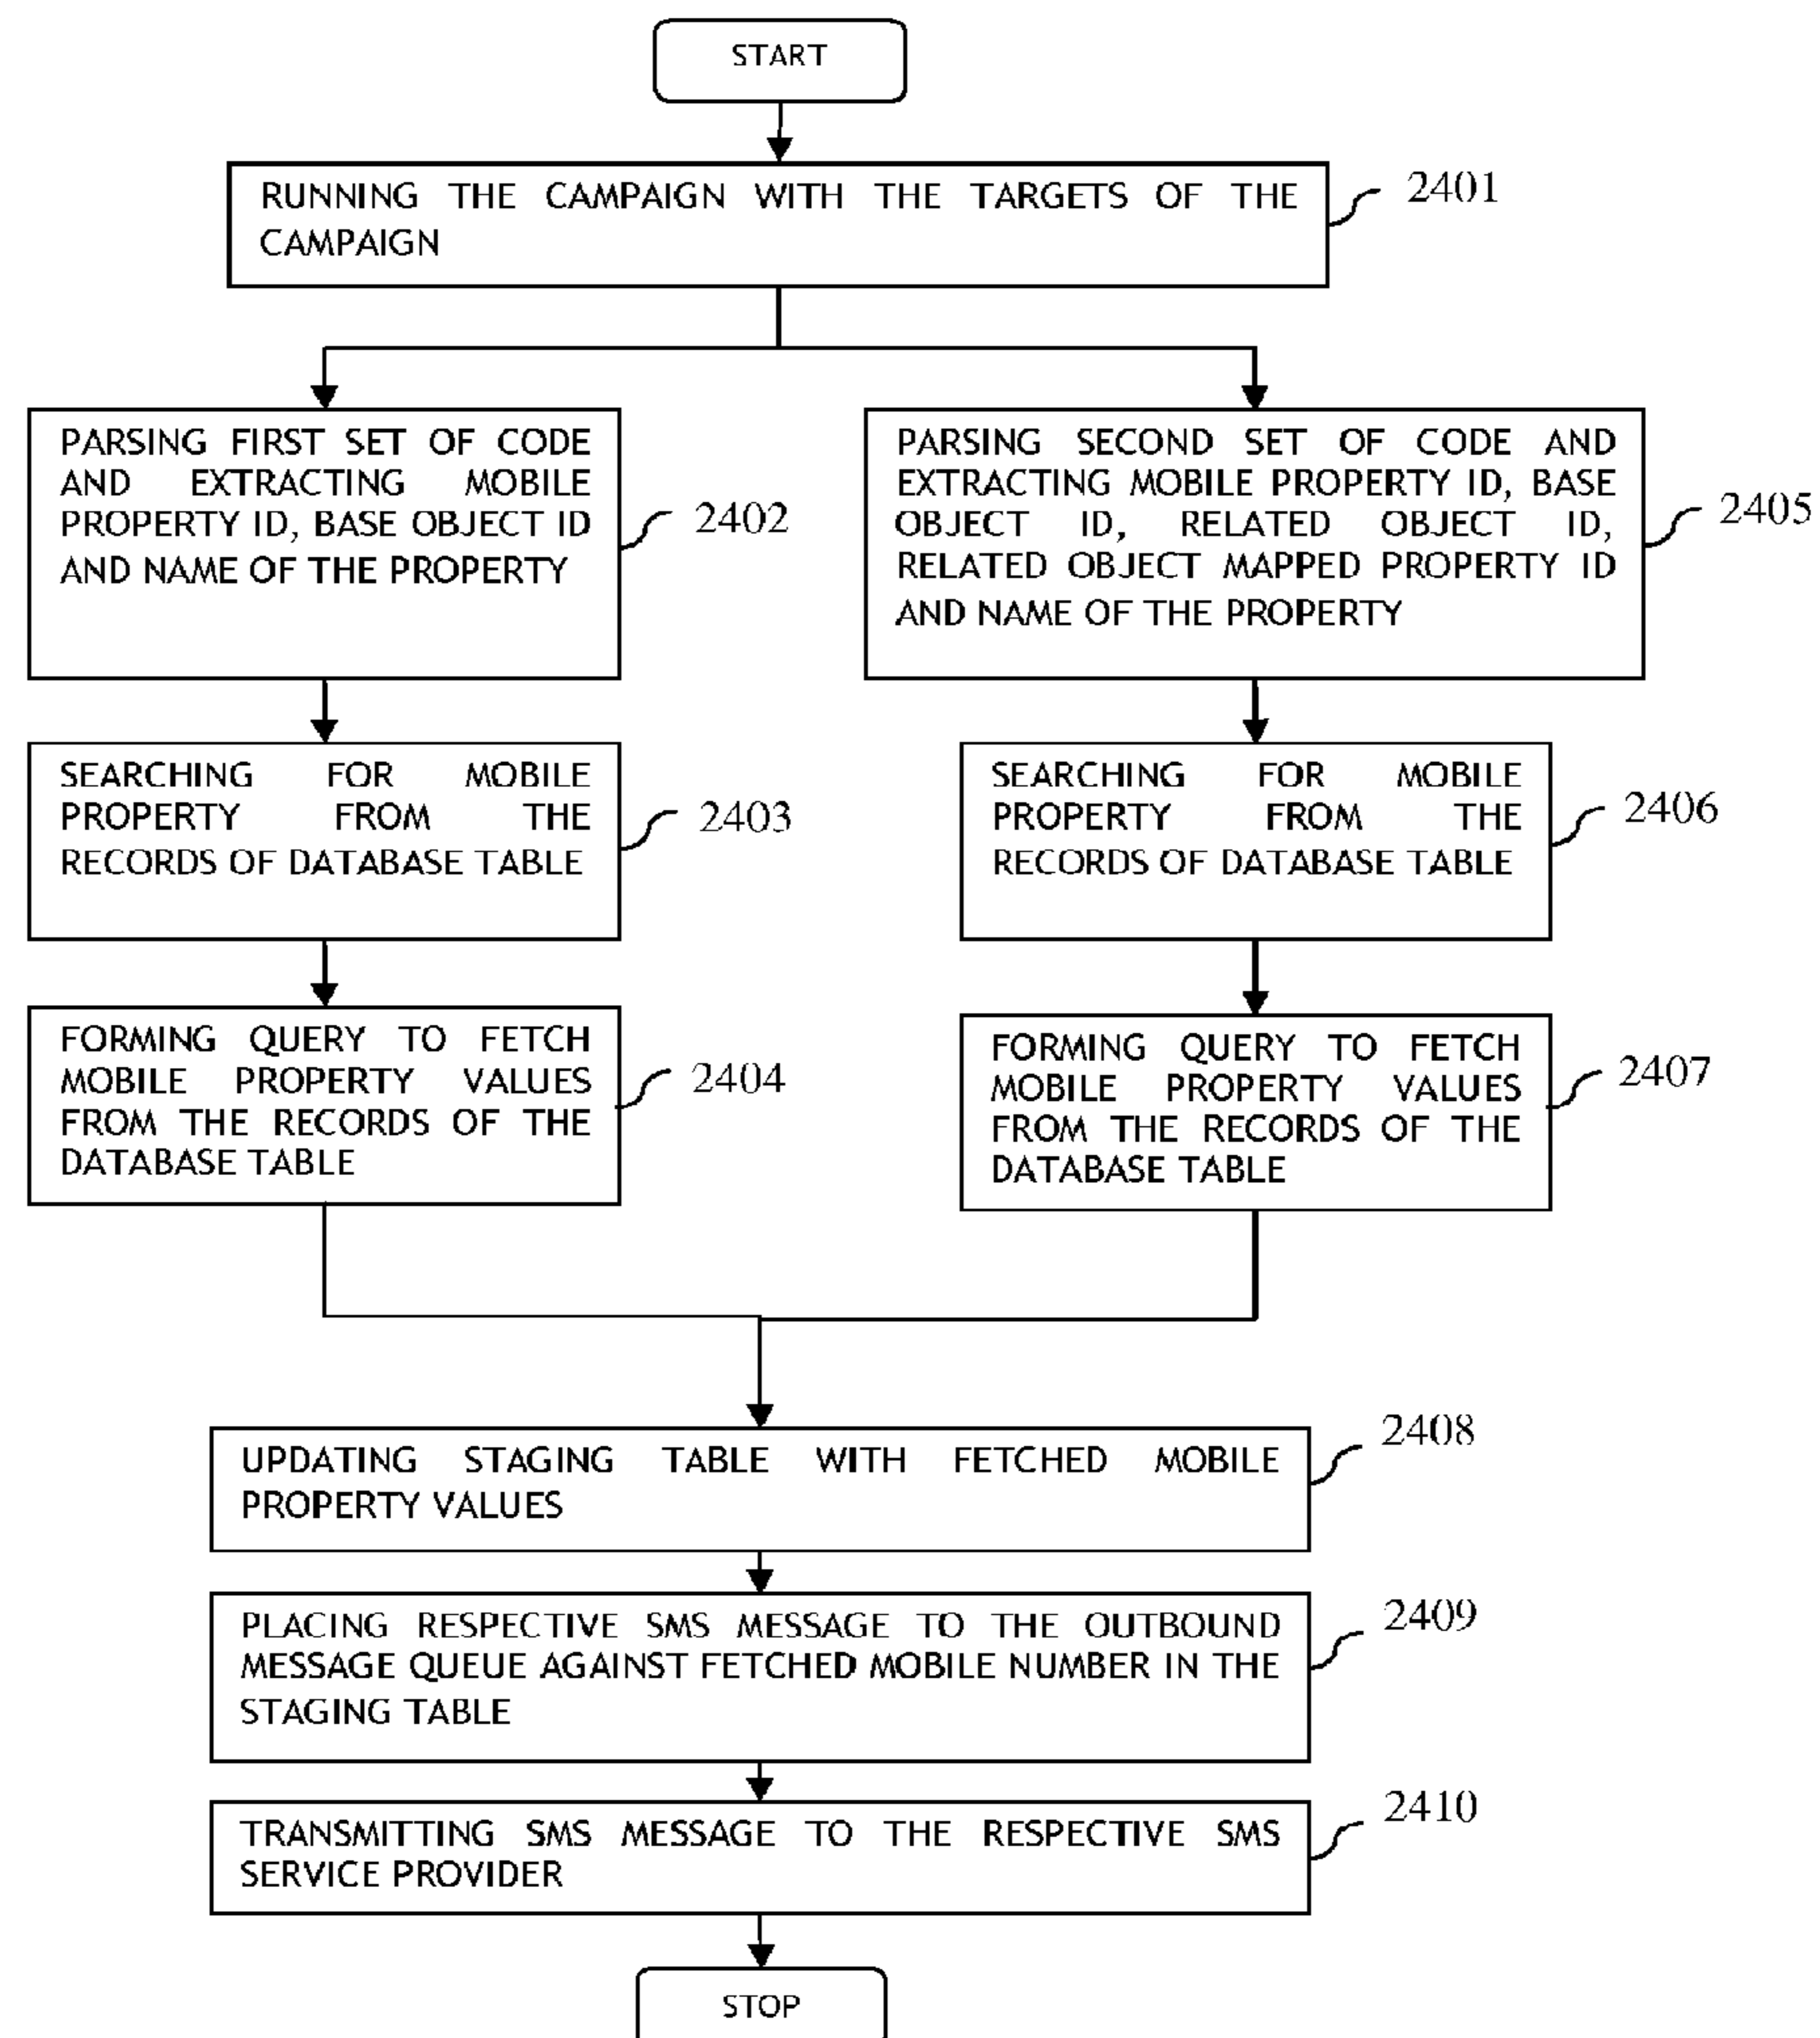 START
RUNNING THE CAMPAIGN WITH THE TARGETS OF THE
CAMPAIGN
2401
PARSING FIRST SET OF CODE
AND EXTRACTING MOBILE
PROPERTY ID, BASE OBJECT ID
AND NAME OF THE PROPERTY
2402
PARSING SECOND SET OF CODE AND
EXTRACTING MOBILE PROPERTY ID, BASE
OBJECT ID, RELATED OBJECT ID,
RELATED OBJECT MAPPED PROPERTY ID
AND NAME OF THE PROPERTY
2405
SEARCHING FOR MOBILE
PROPERTY FROM THE
RECORDS OF DATABASE TABLE
2403
SEARCHING FOR MOBILE
PROPERTY FROM THE
RECORDS OF DATABASE TABLE
2406
FORMING QUERY TO FETCH
MOBILE PROPERTY VALUES
FROM THE RECORDS OF THE
DATABASE TABLE
2404
FORMING QUERY TO FETCH
MOBILE PROPERTY VALUES
FROM THE RECORDS OF THE
DATABASE TABLE
2407
UPDATING STAGING TABLE WITH FETCHED MOBILE
PROPERTY VALUES
2408
PLACING RESPECTIVE SMS MESSAGE TO THE OUTBOUND
MESSAGE QUEUE AGAINST FETCHED MOBILE NUMBER IN THE
STAGING TABLE
2409
TRANSMITTING SMS MESSAGE TO THE RESPECTIVE SMS
SERVICE PROVIDER
2410
STOP